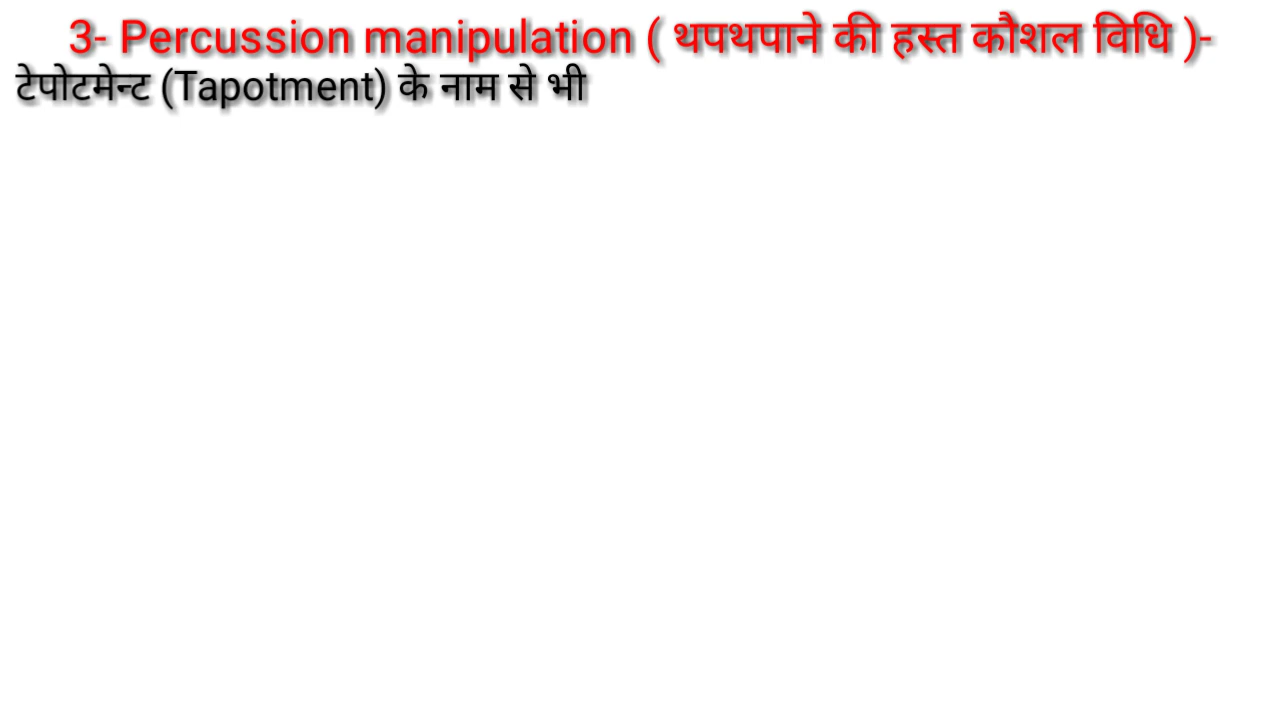 3- Percussion manipulation ( थपथपाने की हस्त कौशल विधि )-
टेपोटमेन्ट (Tapotment) के नाम से भी